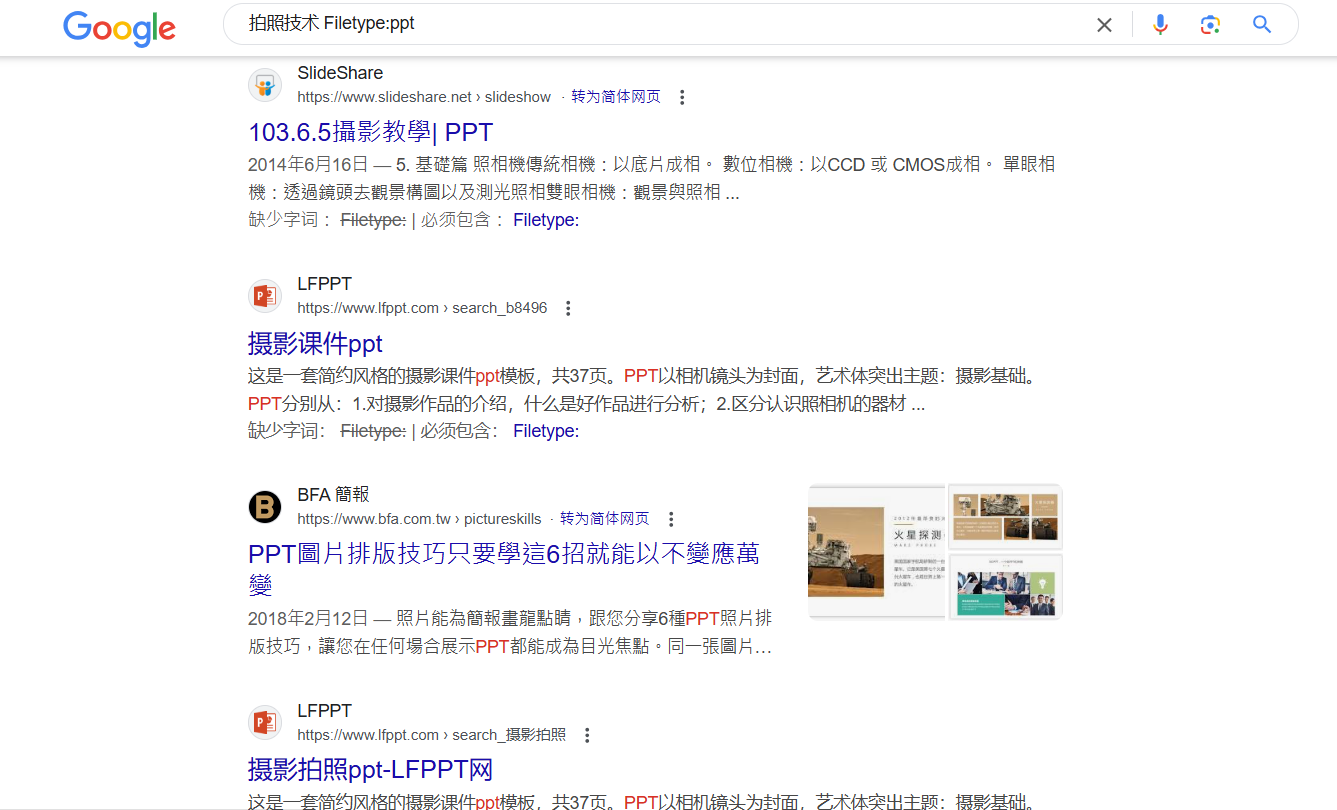 Google
拍照技术 Filetype:ppt
SlideShare
https://www.slideshare.net › slideshow · 转为简体网页
103.6.5攝影教學| PPT
2014年6月16日 — 5. 基礎篇 照相機傳統相機：以底片成相。 數位相機：以CCD 或 CMOS成相。 單眼相
機：透過鏡頭去觀景構圖以及測光照相雙眼相機：觀景與照相 ...
缺少字词： Filetype: | 必须包含： Filetype:
LFPPT
https://www.lfppt.com › search_b8496
摄影课件ppt
这是一套简约风格的摄影课件ppt模板，共37页。PPT以相机镜头为封面，艺术体突出主题：摄影基础。
PPT分别从：1.对摄影作品的介绍，什么是好作品进行分析；2.区分认识照相机的器材 ...
缺少字词： Filetype: | 必须包含： Filetype:
BFA 簡報
https://www.bfa.com.tw › pictureskills · 转为简体网页
PPT圖片排版技巧只要學這6招就能以不變應萬
變
2018年2月12日 — 照片能為簡報畫龍點睛，跟您分享6種PPT照片排
版技巧，讓您在任何場合展示PPT都能成為目光焦點。同一張圖片...
火星探测
LFPPT
https://www.lfppt.com › search_摄影拍照
摄影拍照ppt-LFPPT网
这是一套简约风格的摄影课件ppt模板，共37页。PPT以相机镜头为封面，艺术体突出主题：摄影基础。